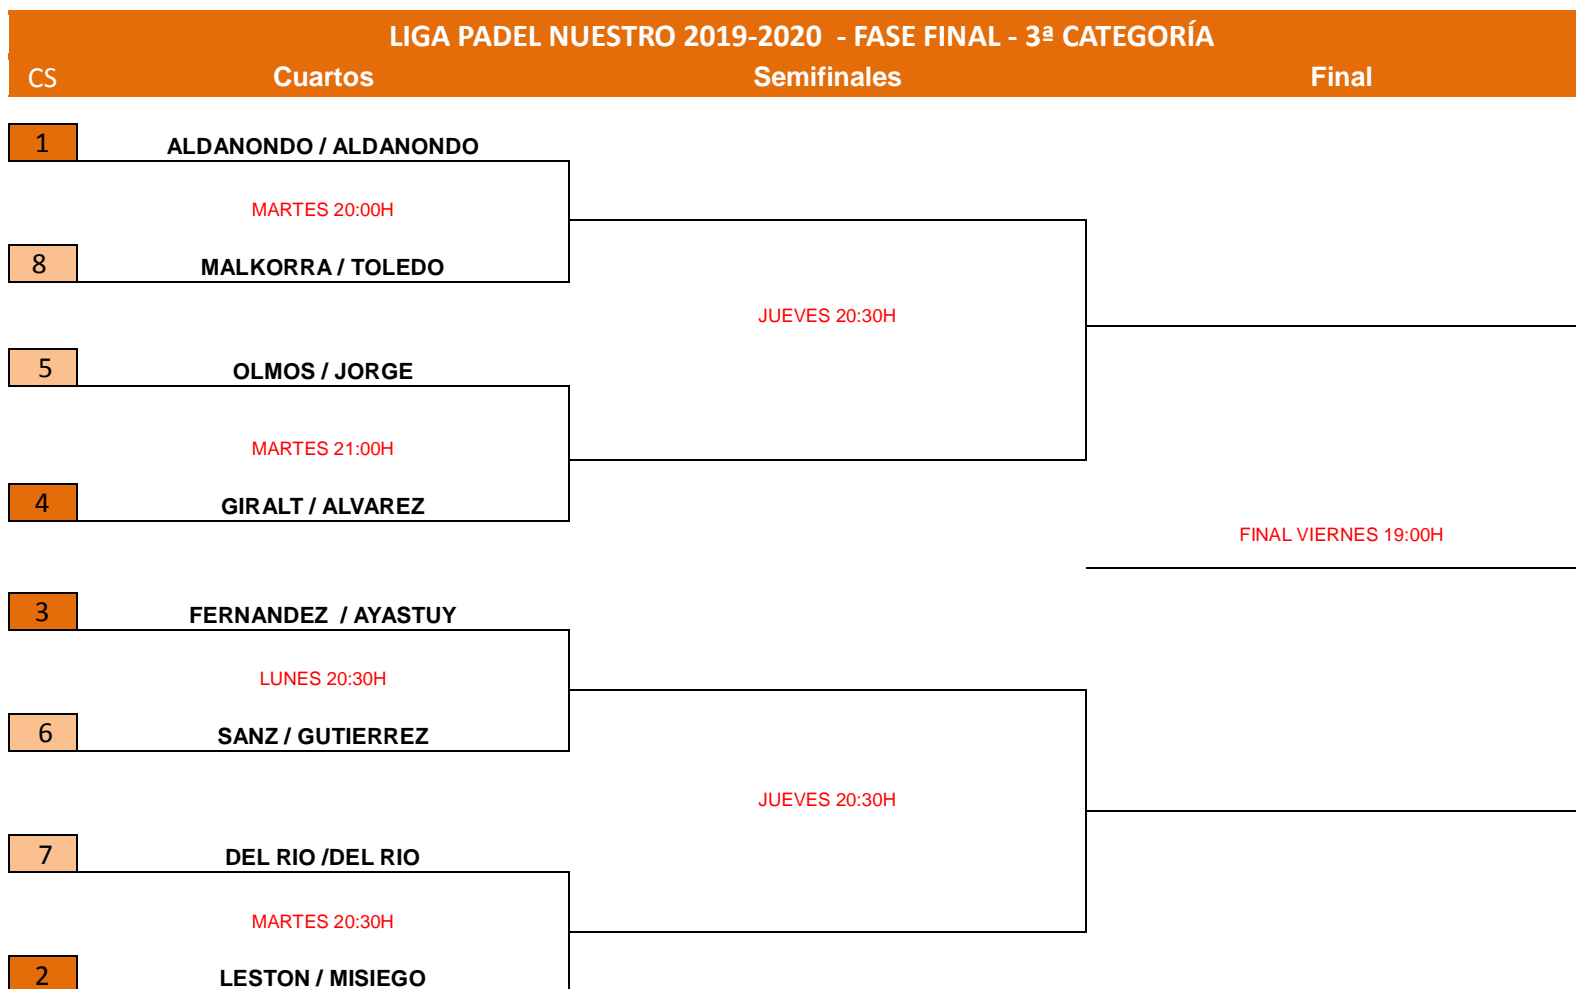 LIGA PADEL NUESTRO 2019-2020 - FASE FINAL - 3ª CATEGORÍA
CS Cuartos Semifinales Final
1 ALDANONDO / ALDANONDO
MARTES 20:00H
8 MALKORRA / TOLEDO
JUEVES 20:30H
5 OLMOS / JORGE
MARTES 21:00H
4 GIRALT / ALVAREZ
FINAL VIERNES 19:00H
3 FERNANDEZ / AYASTUY
LUNES 20:30H
6 SANZ / GUTIERREZ
JUEVES 20:30H
7 DEL RIO /DEL RIO
MARTES 20:30H
2 LESTON / MISIEGO